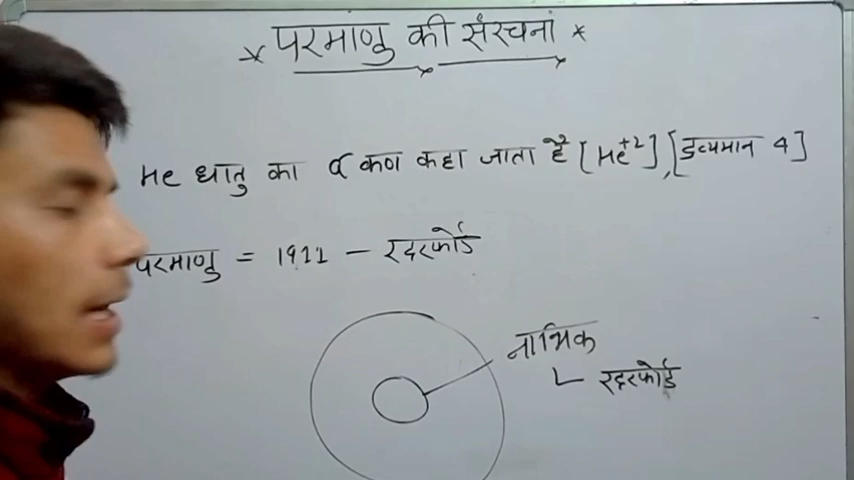 * परमांणु की संरचनां *
He धातु का α कण कहा जाता है [He+2], [द्रव्यमान 4]
परमाणु = 1911 - रदरफोर्ड
नाभिक
रदरफोर्ड